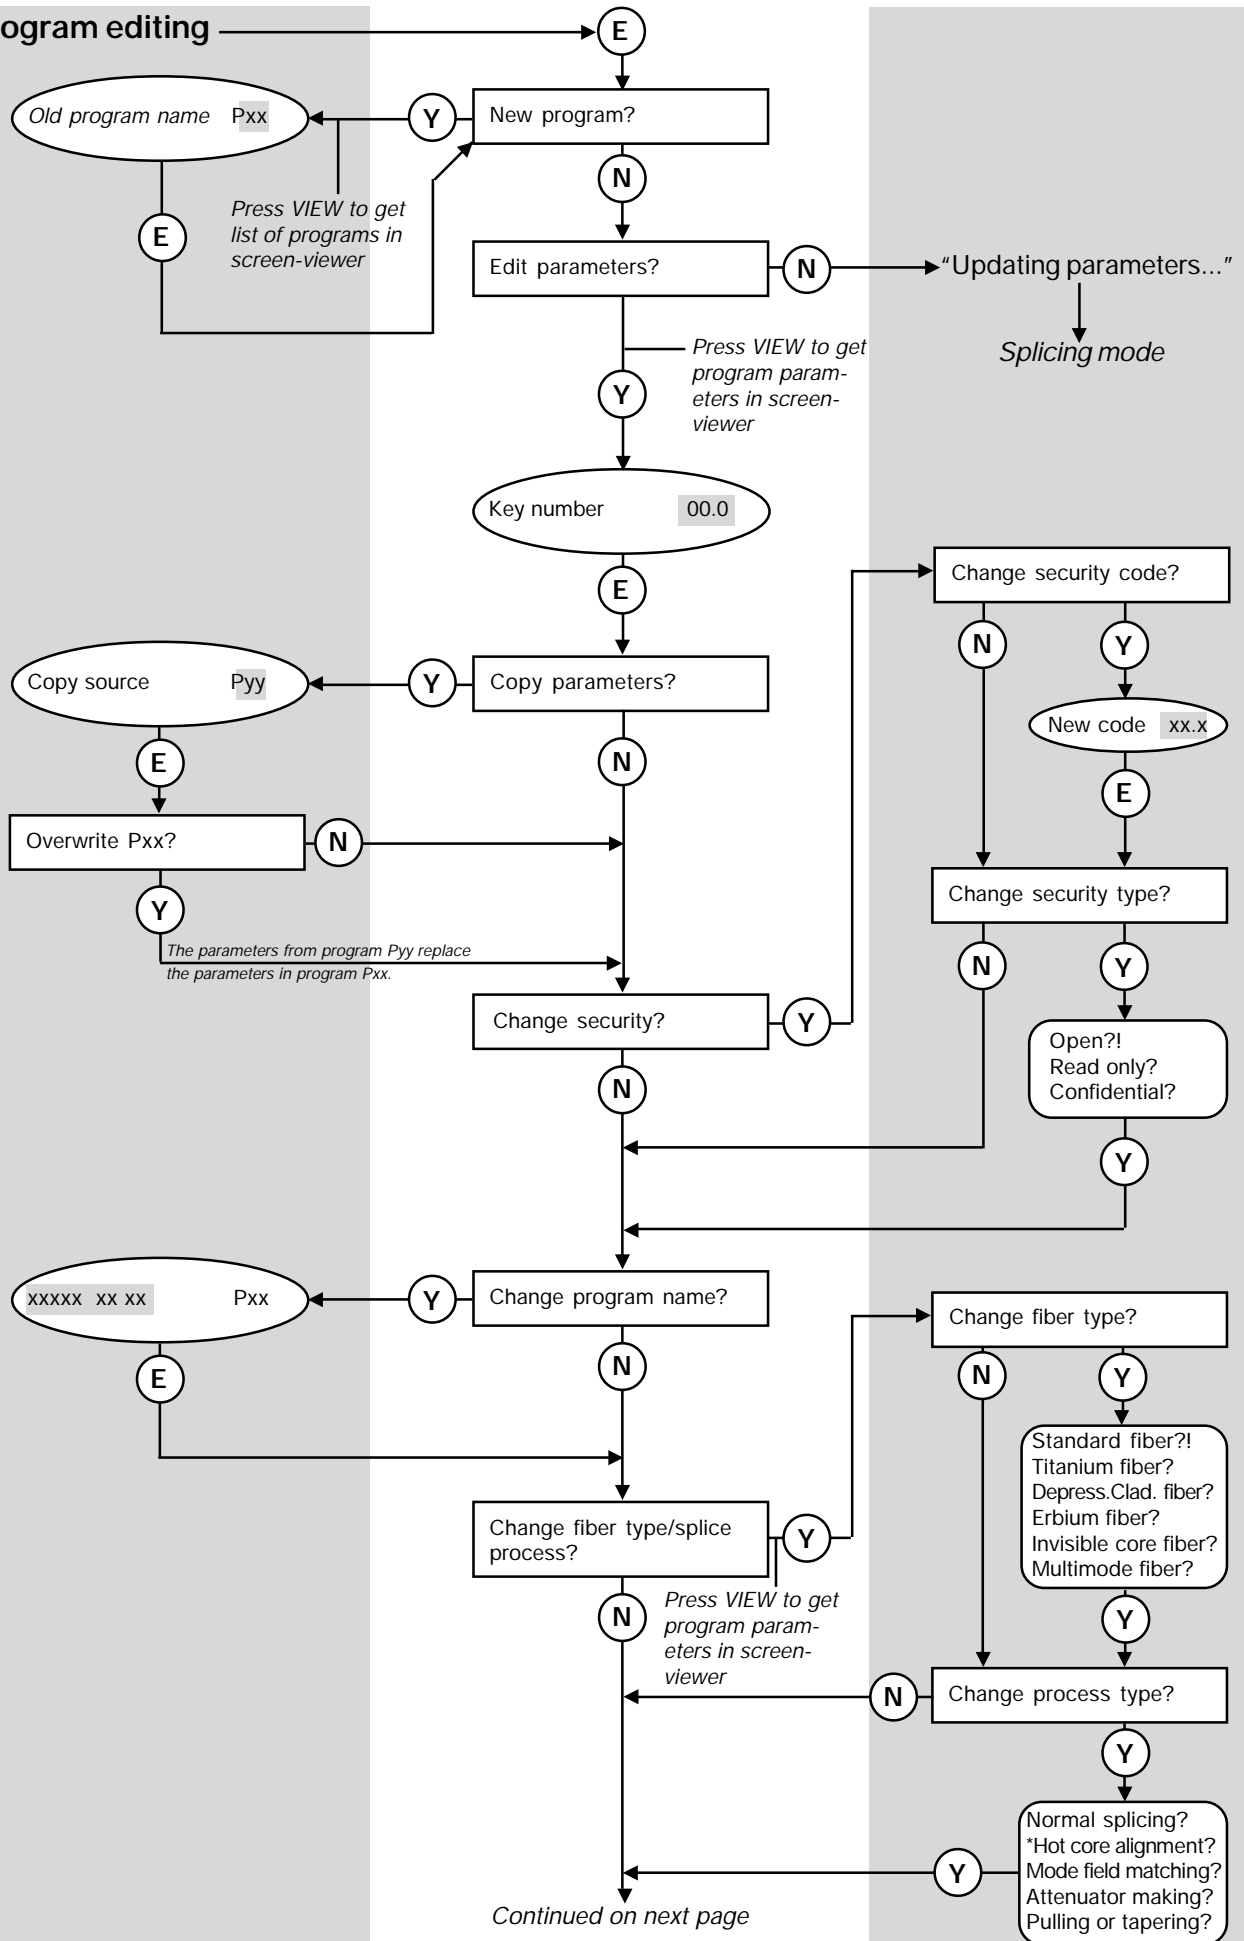 ogram editing
E
Old program name Pxx
Y
New program?
N
Press VIEW to get
list of programs in
screen-viewer
E
Edit parameters?
N
“Updating parameters...”
Splicing mode
Press VIEW to get
program param-
eters in screen-
viewer
Y
Key number 00.0
E
Change security code?
N
Y
Copy source Pyy
Y
Copy parameters?
New code xx.x
E
N
E
Overwrite Pxx?
N
Change security type?
Y
The parameters from program Pyy replace
the parameters in program Pxx.
N
Y
Change security?
Y
Open?!
Read only?
Confidential?
N
Y
xxxxx xx xx Pxx
Y
Change program name?
Change fiber type?
E
N
N
Y
Standard fiber?!
Titanium fiber?
Depress.Clad. fiber?
Erbium fiber?
Invisible core fiber?
Multimode fiber?
Change fiber type/splice
process?
Y
Press VIEW to get
program param-
eters in screen-
viewer
N
Y
N
Change process type?
Y
Normal splicing?
*Hot core alignment?
Mode field matching?
Attenuator making?
Pulling or tapering?
Y
Continued on next page